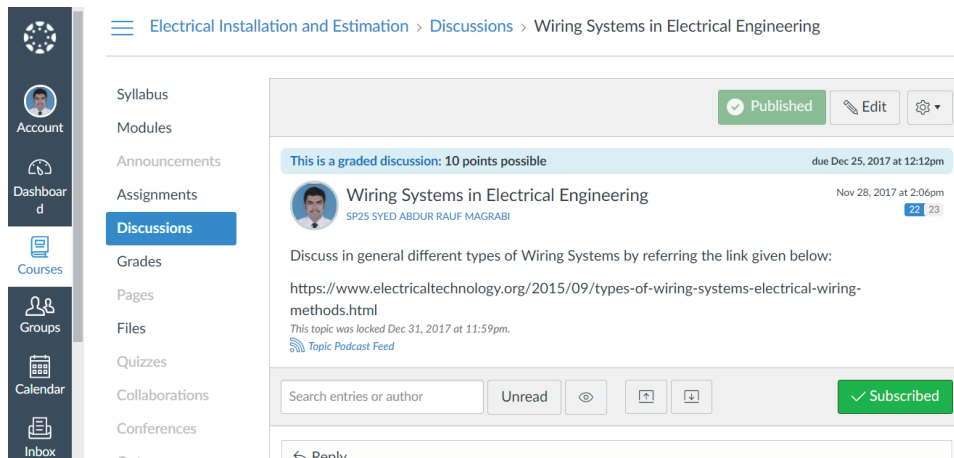 Electrical Installation and Estimation > Discussions > Wiring Systems in Electrical Engineering
Account
Dashboar
d
Courses
Groups
Calendar
Inbox
Syllabus
Modules
Announcements
Assignments
Discussions
Grades
Pages
Files
Quizzes
Collaborations
Conferences
Published
Edit
This is a graded discussion: 10 points possible
due Dec 25, 2017 at 12:12pm
Wiring Systems in Electrical Engineering
Nov 28, 2017 at 2:06pm
SP25 SYED ABDUR RAUF MAGRABI
22 23
Discuss in general different types of Wiring Systems by referring the link given below:
https://www.electricaltechnology.org/2015/09/types-of-wiring-systems-electrical-wiring-
methods.html
This topic was locked Dec 31, 2017 at 11:59pm.
Topic Podcast Feed
Search entries or author
Unread
Subscribed
Reply